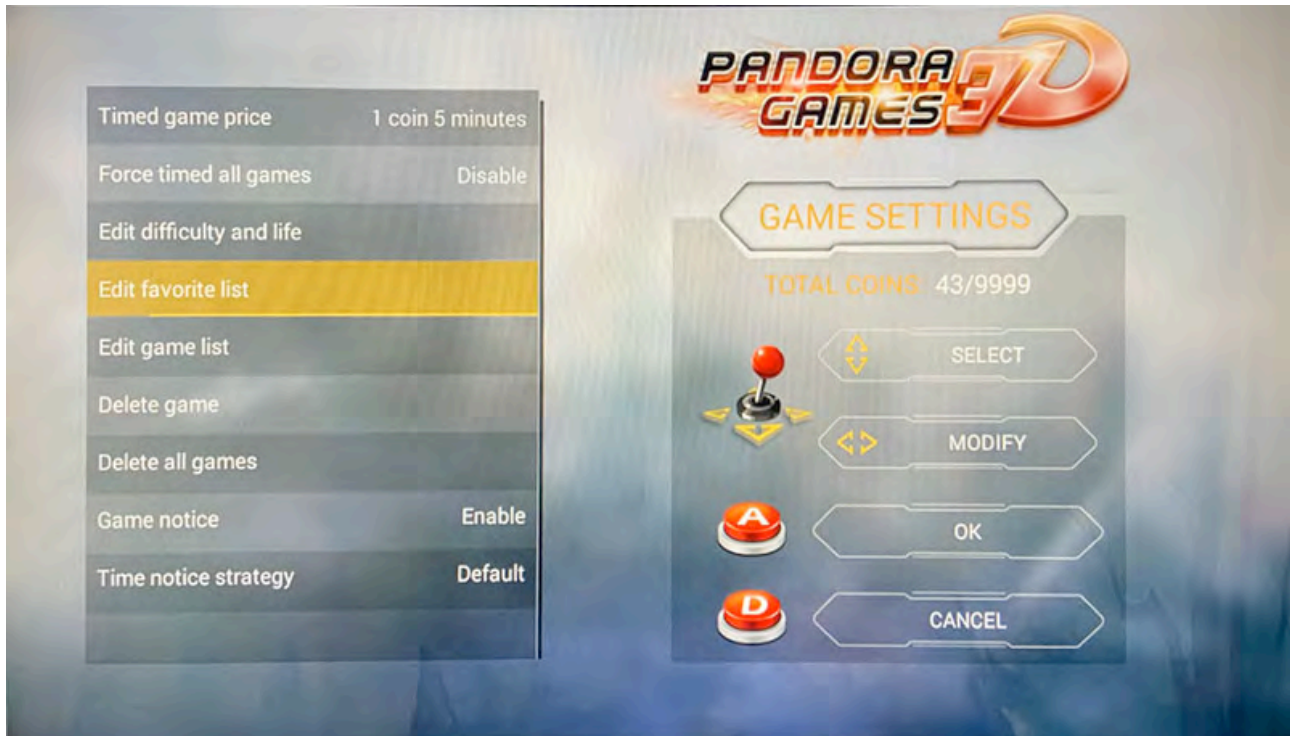 PANDORA
GAMES 3D
Timed game price 1 coin 5 minutes
Force timed all games Disable
Edit difficulty and life
Edit favorite list
Edit game list
Delete game
Delete all games
Game notice Enable
Time notice strategy Default
GAME SETTINGS
TOTAL COINS: 43/9999
SELECT
MODIFY
A OK
D CANCEL